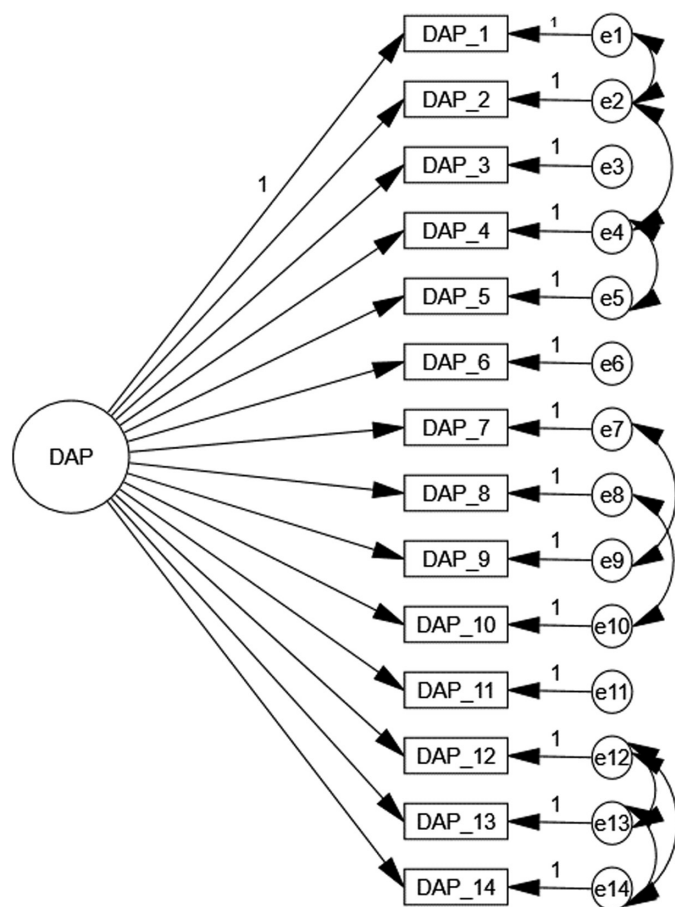 DAP_1 1 e1
DAP_2 1 e2
DAP_3 1 e3
1
DAP_4 1 e4
DAP_5 1 e5
DAP_6 1 e6
DAP_7 1 e7
DAP
DAP_8 1 e8
DAP_9 1 e9
DAP_10 1 e10
DAP_11 1 e11
DAP_12 1 e12
DAP_13 1 e13
DAP_14 1 e14